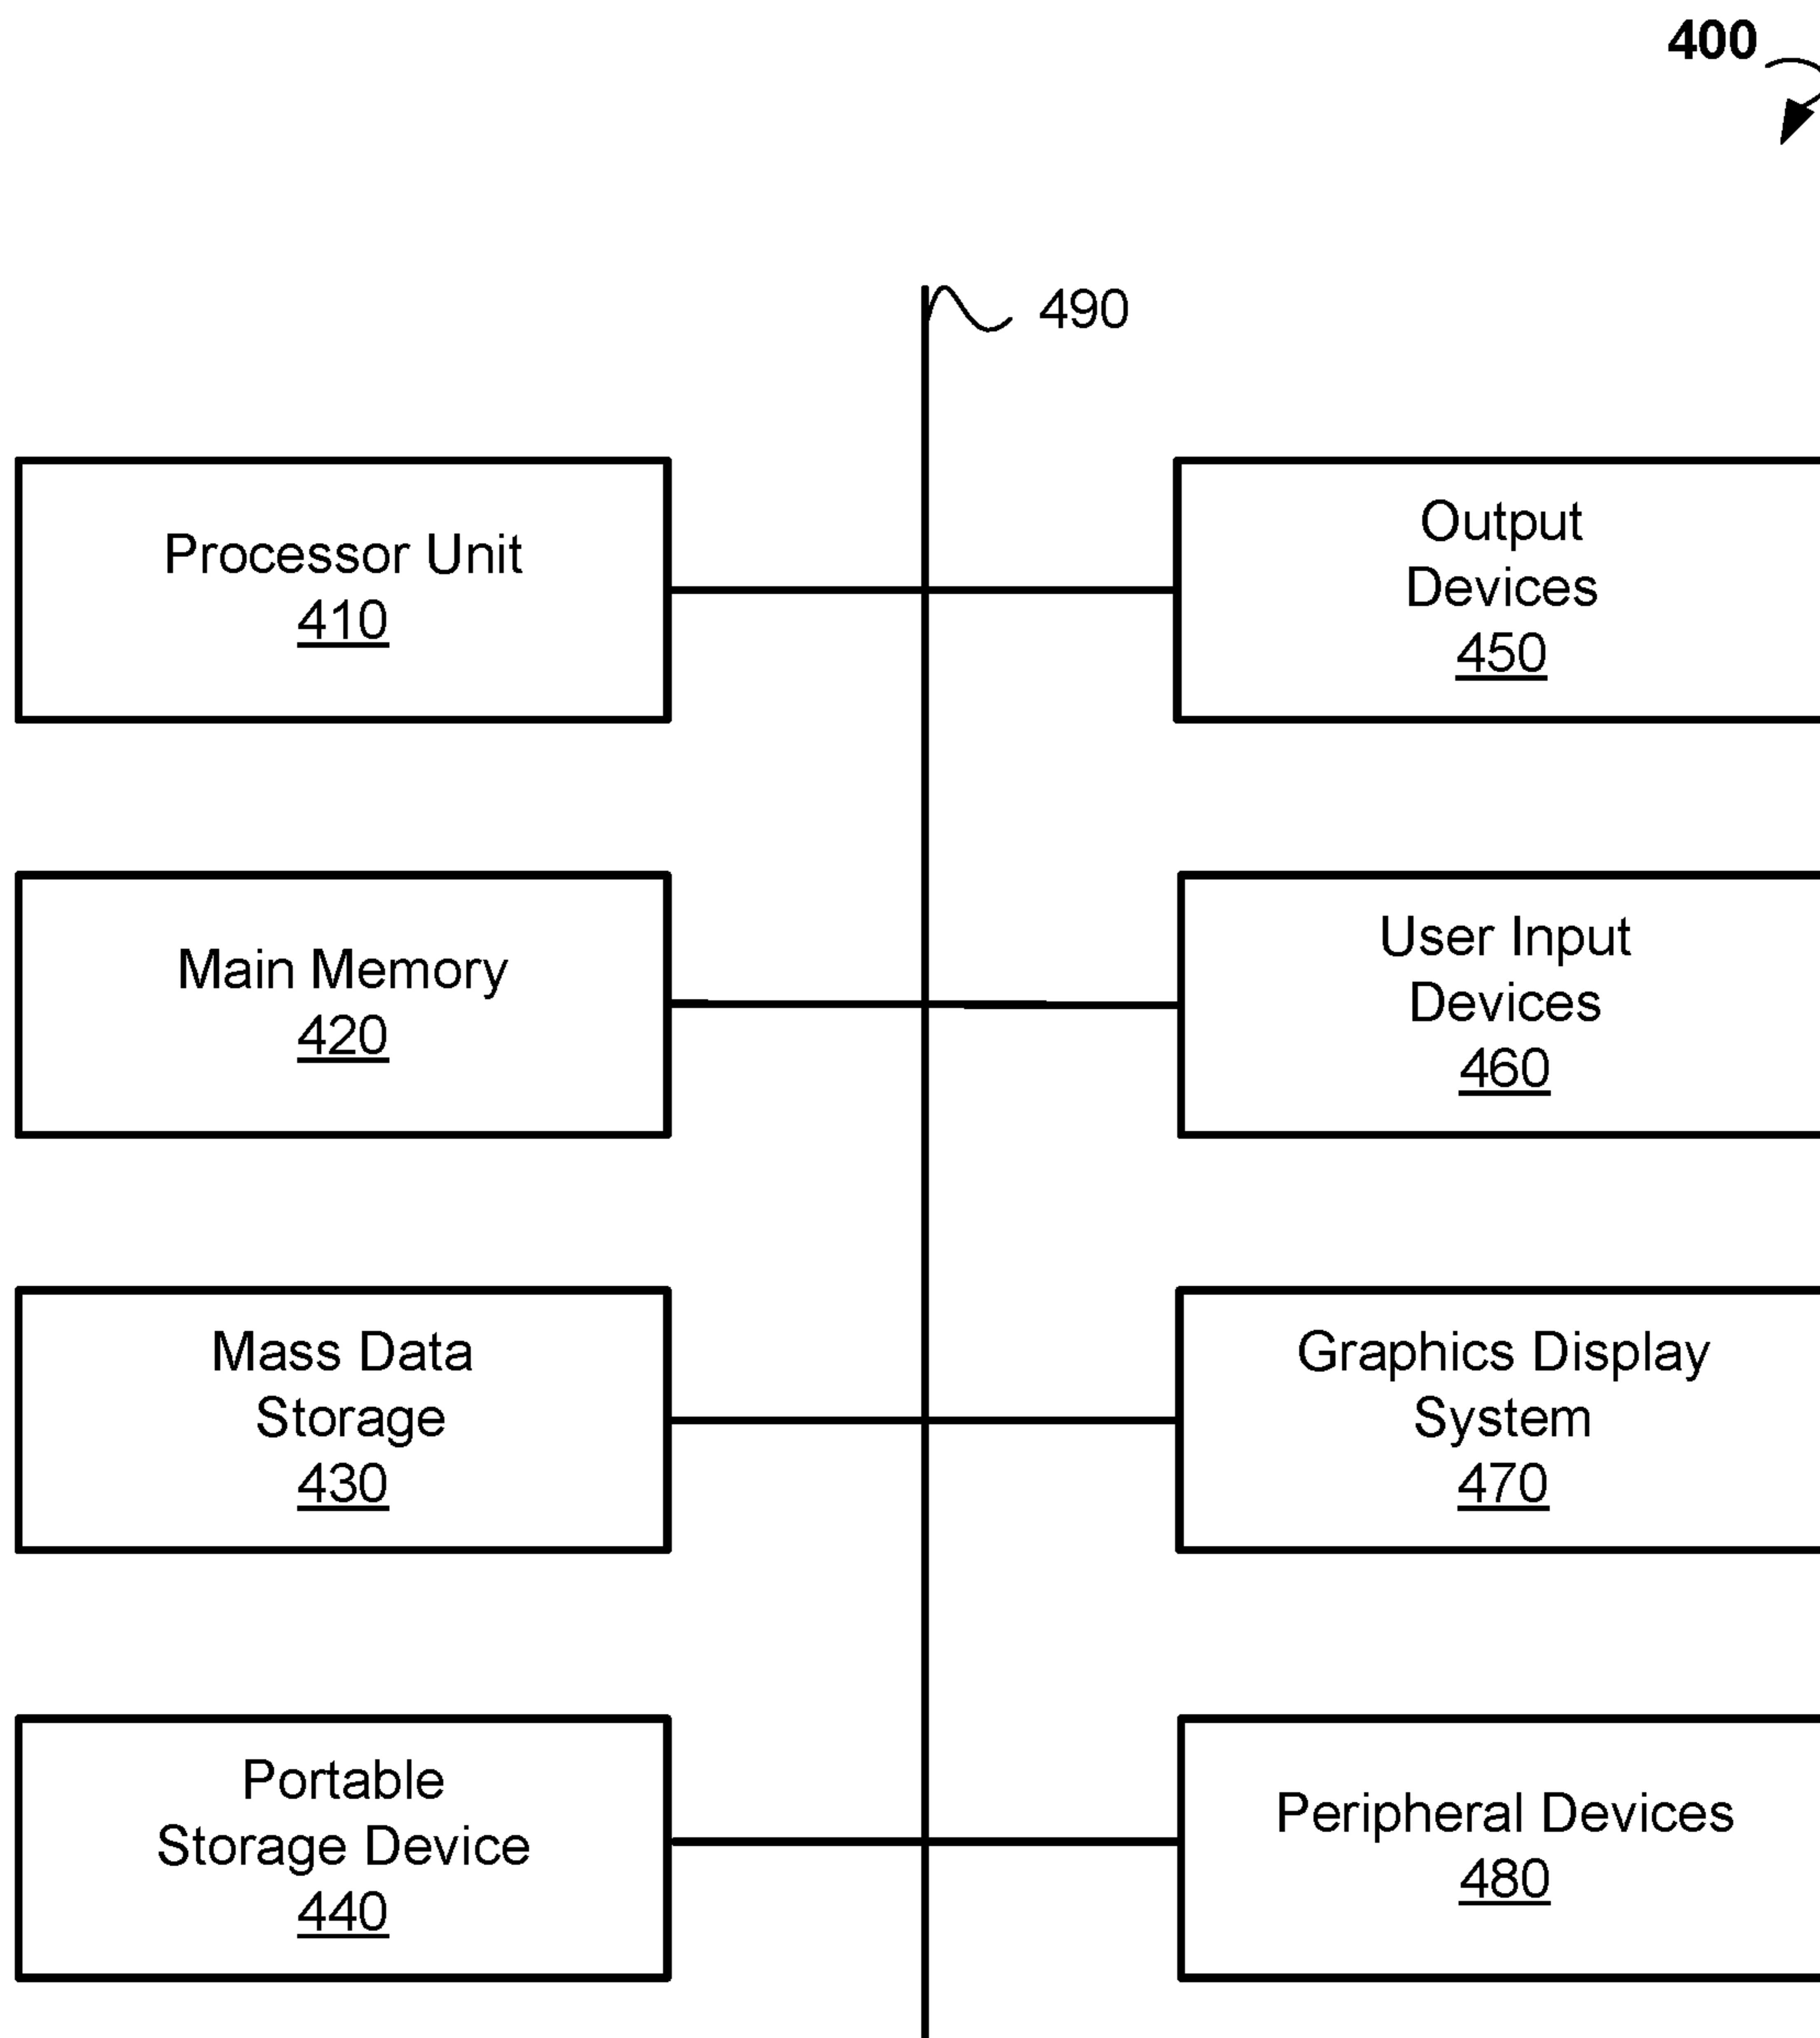 400
490
Processor Unit
410
Output
Devices
450
Main Memory
420
User Input
Devices
460
Mass Data
Storage
430
Graphics Display
System
470
Portable
Storage Device
440
Peripheral Devices
480